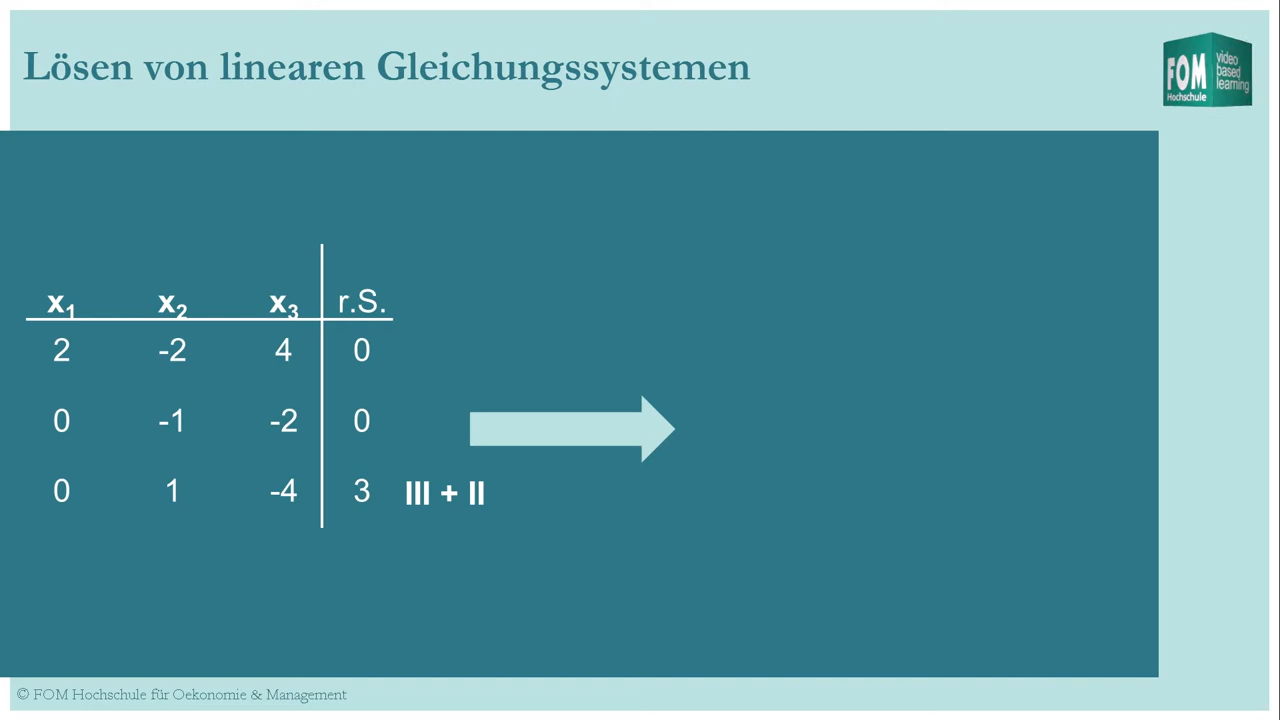 Lösen von linearen Gleichungssystemen
FOM
Hochschule
video
based
learning
x₁ x₂ x₃ r.S.
2 -2 4 0
0 -1 -2 0
0 1 -4 3 III + II
© FOM Hochschule für Oekonomie & Management